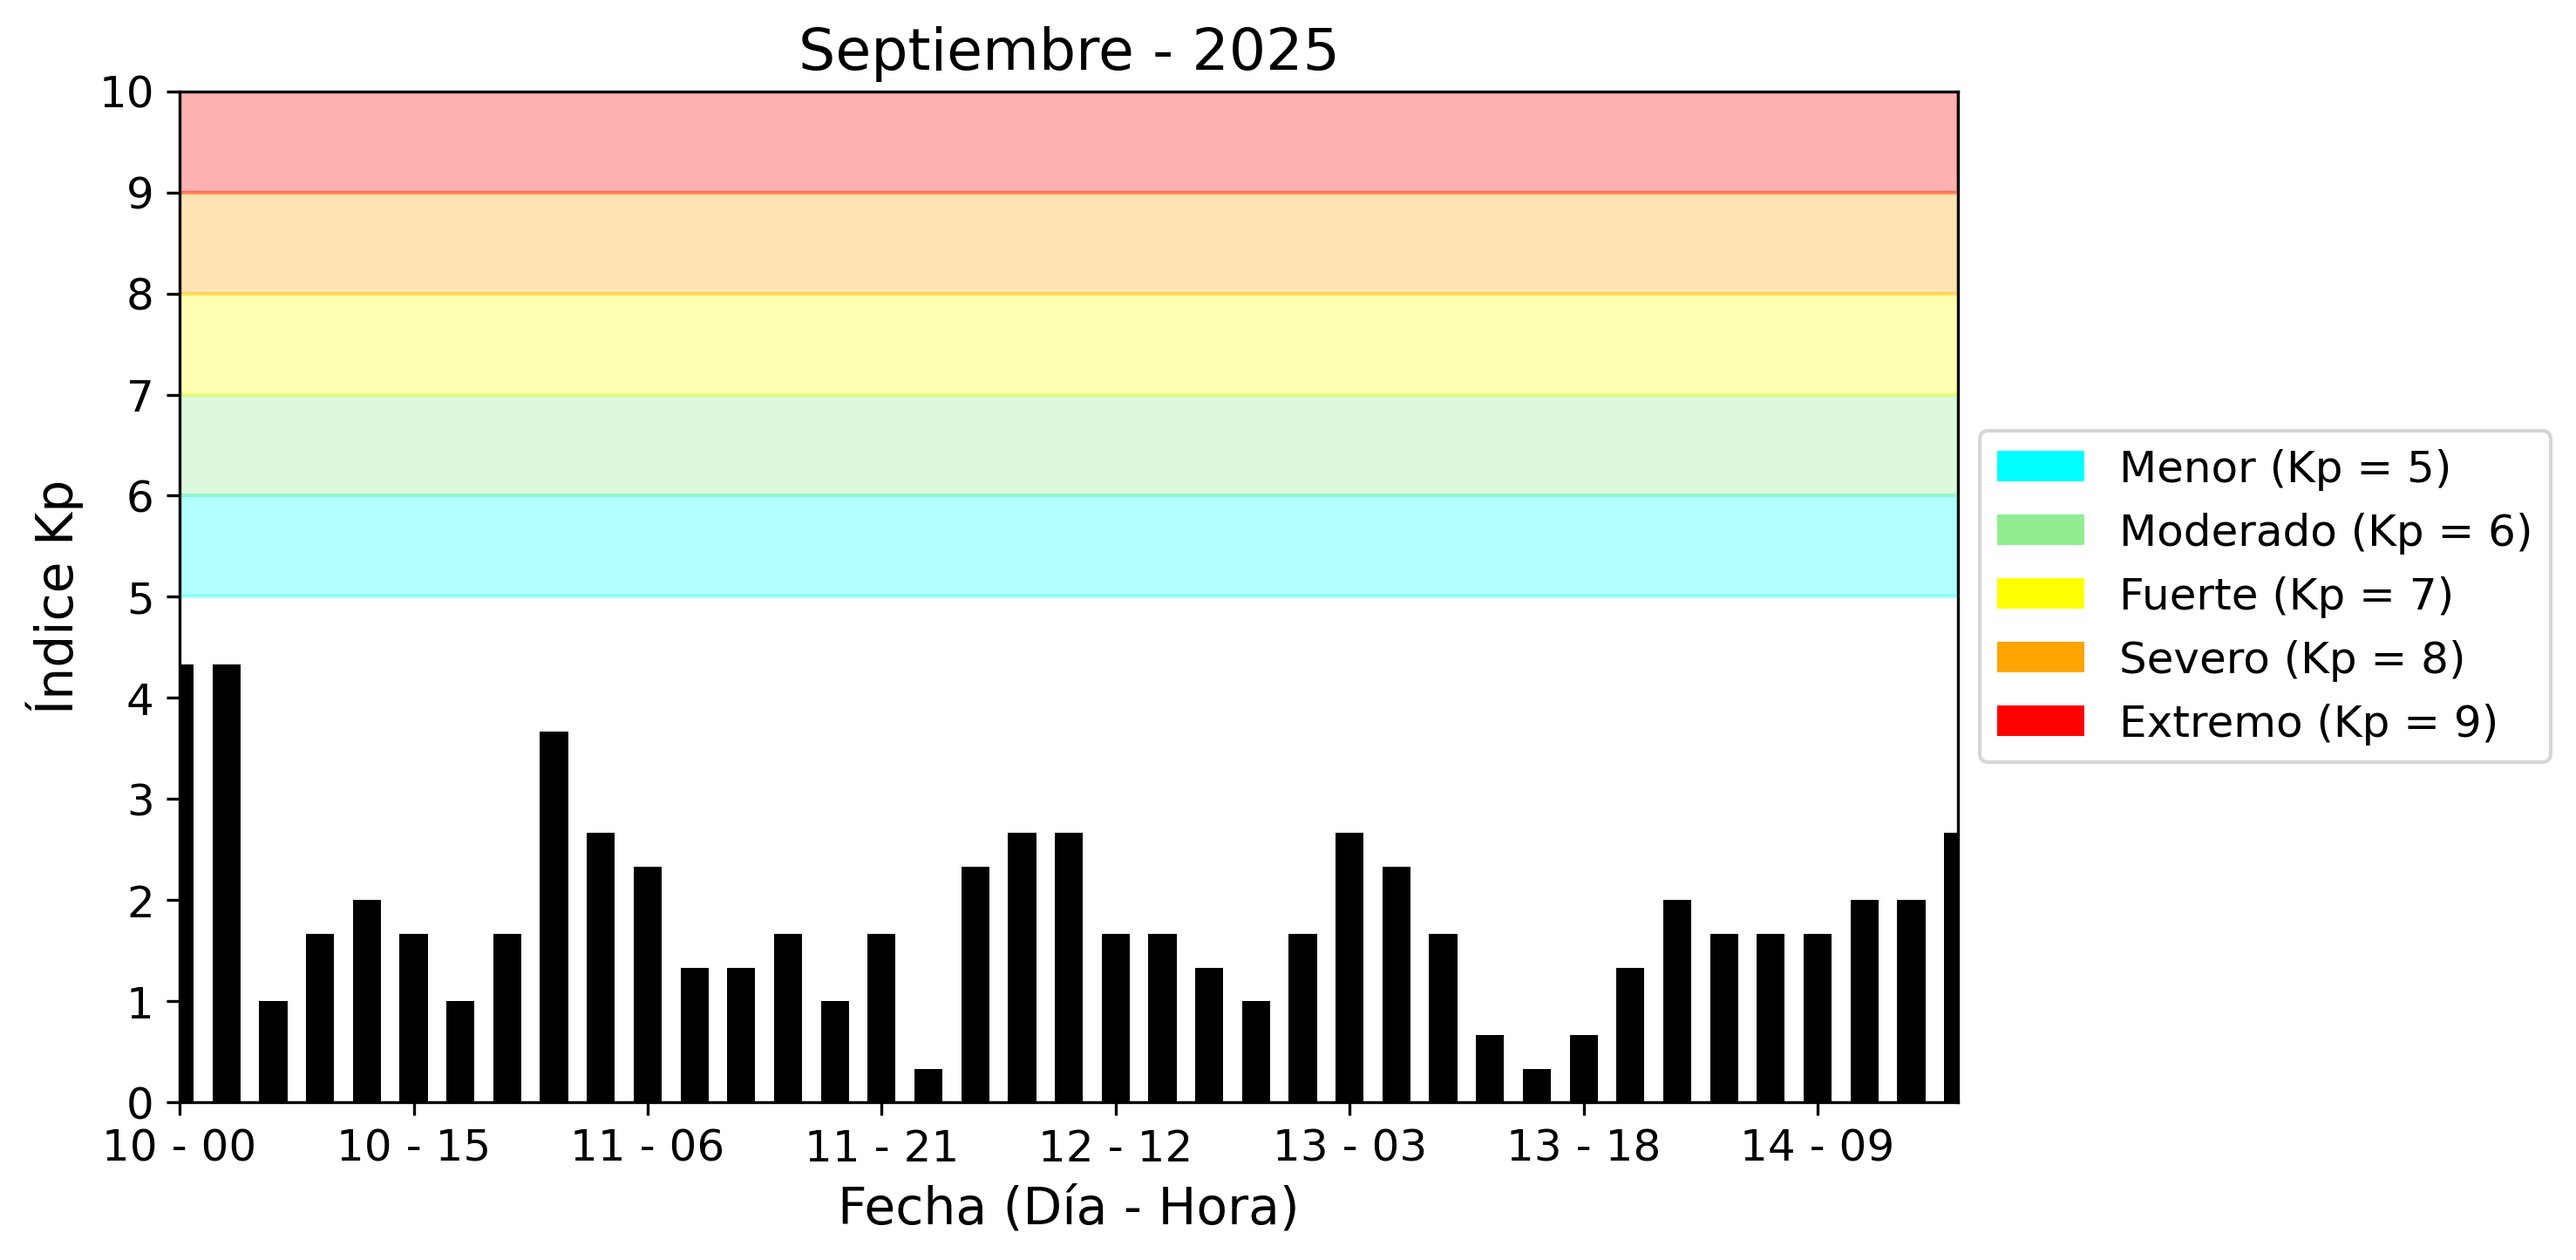 Septiembre - 2025
10
9
8
7
6
5
4
3
2
1
0
Índice Kp
10 - 00
10 - 15
11 - 06
11 - 21
12 - 12
13 - 03
13 - 18
14 - 09
Fecha (Día - Hora)
Menor (Kp = 5)
Moderado (Kp = 6)
Fuerte (Kp = 7)
Severo (Kp = 8)
Extremo (Kp = 9)